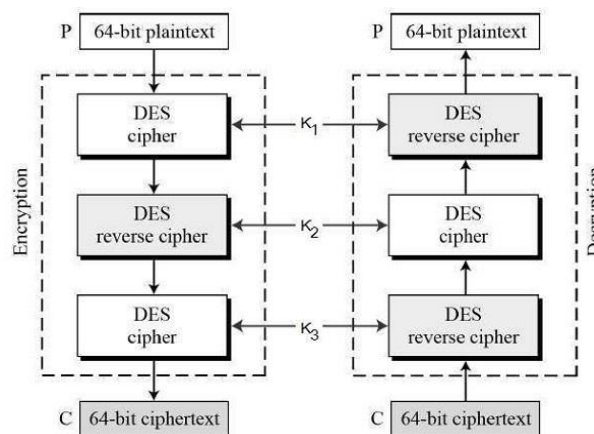 P 64-bit plaintext
P 64-bit plaintext
Encryption
DES
cipher
K1
DES
reverse cipher
DES
reverse cipher
K2
DES
cipher
DES
cipher
K3
DES
reverse cipher
Decryption
C 64-bit ciphertext
C 64-bit ciphertext